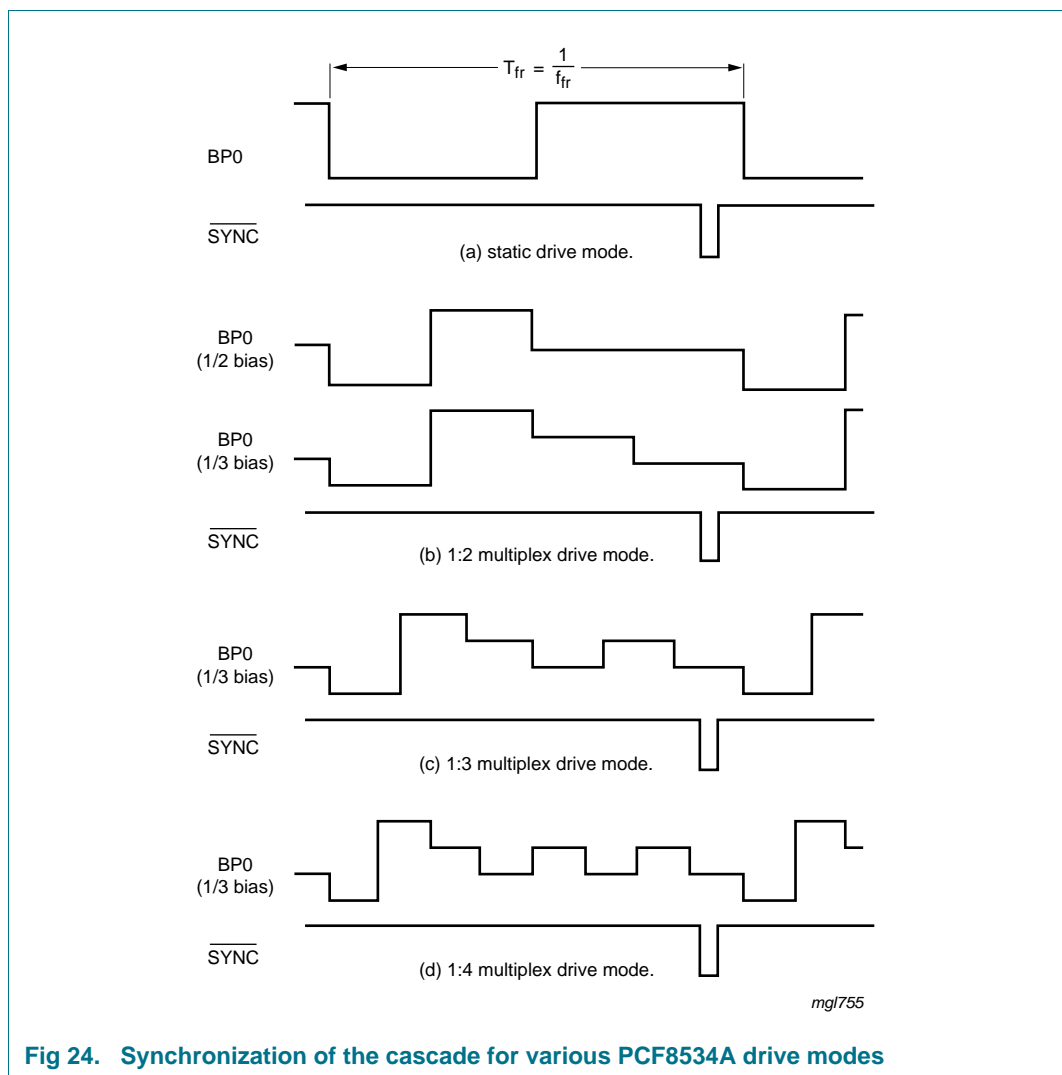 Tfr = 1/ffr
BP0
SYNC
(a) static drive mode.
BP0
(1/2 bias)
BP0
(1/3 bias)
SYNC
(b) 1:2 multiplex drive mode.
BP0
(1/3 bias)
SYNC
(c) 1:3 multiplex drive mode.
BP0
(1/3 bias)
SYNC
(d) 1:4 multiplex drive mode.
mgl755
Fig 24. Synchronization of the cascade for various PCF8534A drive modes